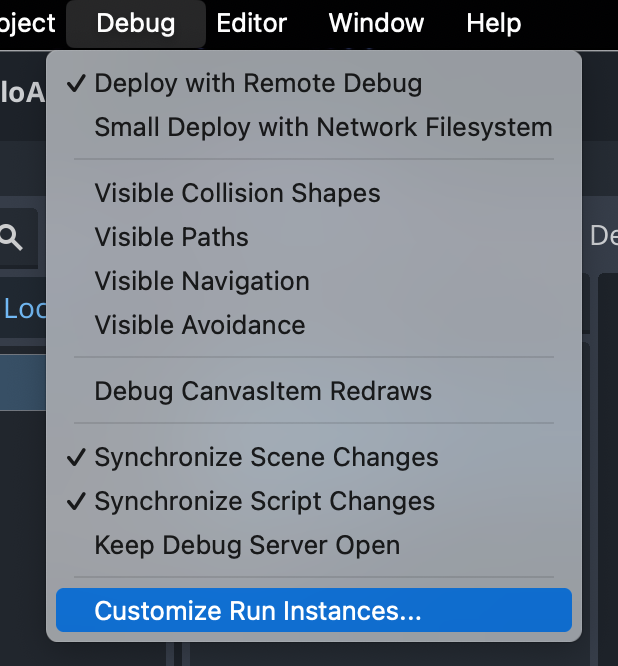 oject Debug Editor Window Help
loA
✓ Deploy with Remote Debug
Small Deploy with Network Filesystem
Visible Collision Shapes
Visible Paths
De
Visible Navigation
Loc
Visible Avoidance
Debug CanvasItem Redraws
✓ Synchronize Scene Changes
✓ Synchronize Script Changes
Keep Debug Server Open
Customize Run Instances...